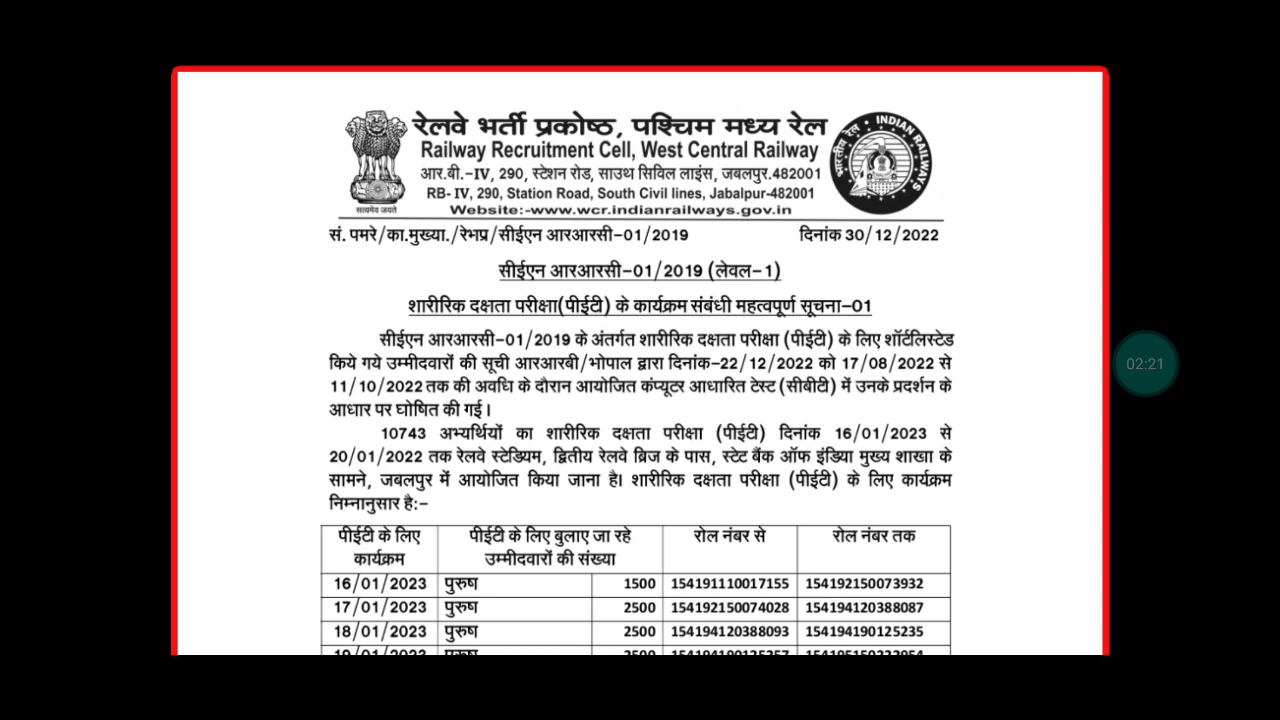 रेलवे भर्ती प्रकोष्ठ, पश्चिम मध्य रेल
Railway Recruitment Cell, West Central Railway
आर.बी.-IV, 290, स्टेशन रोड, साउथ सिविल लाइंस, जबलपुर.482001
RB- IV, 290, Station Road, South Civil lines, Jabalpur-482001
Website:-www.wcr.indianrailways.gov.in
सत्यमेव जयते
भारतीय रेल • INDIAN RAILWAYS
सं. पमरे/का.मुख्या./रेभप्र/सीईएन आरआरसी-01/2019 दिनांक 30/12/2022
सीईएन आरआरसी-01/2019 (लेवल-1)
शारीरिक दक्षता परीक्षा(पीईटी) के कार्यक्रम संबंधी महत्वपूर्ण सूचना-01
सीईएन आरआरसी-01/2019 के अंतर्गत शारीरिक दक्षता परीक्षा (पीईटी) के लिए शॉर्टलिस्टेड
किये गये उम्मीदवारों की सूची आरआरबी/भोपाल द्वारा दिनांक-22/12/2022 को 17/08/2022 से
11/10/2022 तक की अवधि के दौरान आयोजित कंप्यूटर आधारित टेस्ट (सीबीटी) में उनके प्रदर्शन के
आधार पर घोषित की गई।
10743 अभ्यर्थियों का शारीरिक दक्षता परीक्षा (पीईटी) दिनांक 16/01/2023 से
20/01/2022 तक रेलवे स्टेडियम, द्वितीय रेलवे ब्रिज के पास, स्टेट बैंक ऑफ इंडिया मुख्य शाखा के
सामने, जबलपुर में आयोजित किया जाना है। शारीरिक दक्षता परीक्षा (पीईटी) के लिए कार्यक्रम
निम्नानुसार है:-
पीईटी के लिए कार्यक्रम पीईटी के लिए बुलाए जा रहे उम्मीदवारों की संख्या रोल नंबर से रोल नंबर तक
16/01/2023 पुरुष 1500 154191110017155 154192150073932
17/01/2023 पुरुष 2500 154192150074028 154194120388087
18/01/2023 पुरुष 2500 154194120388093 154194190125235
02:21